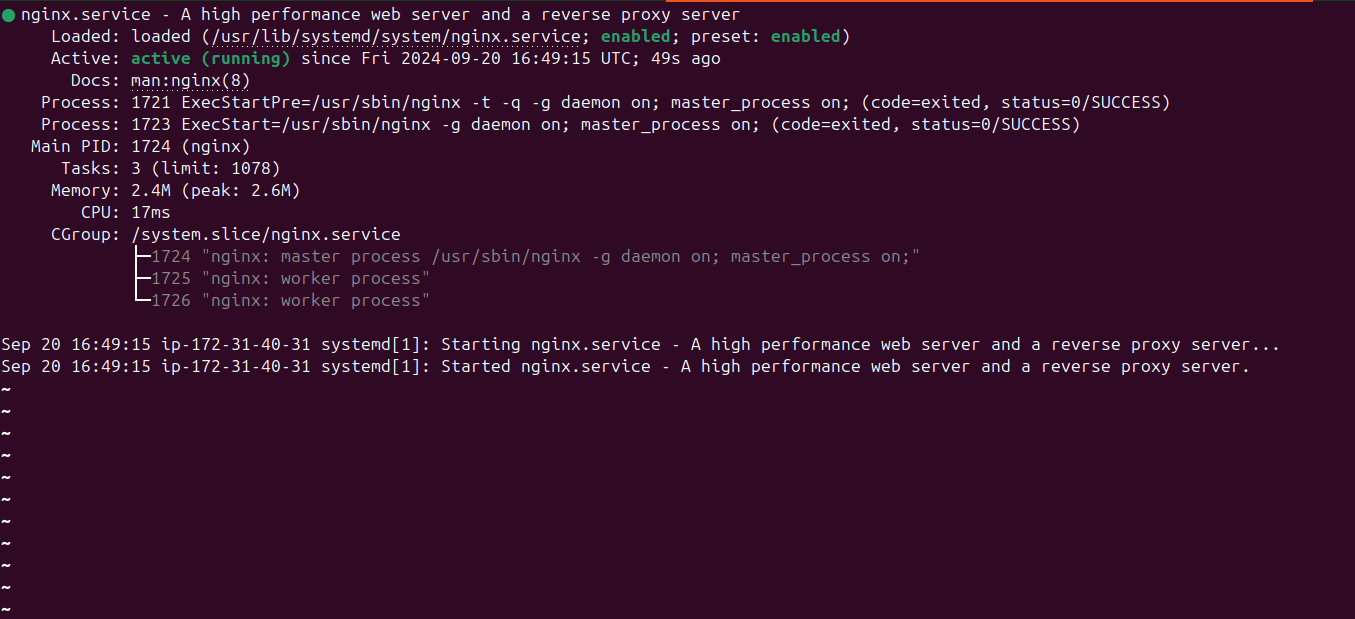 ● nginx.service - A high performance web server and a reverse proxy server
     Loaded: loaded (/usr/lib/systemd/system/nginx.service; enabled; preset: enabled)
     Active: active (running) since Fri 2024-09-20 16:49:15 UTC; 49s ago
       Docs: man:nginx(8)
    Process: 1721 ExecStartPre=/usr/sbin/nginx -t -q -g daemon on; master_process on; (code=exited, status=0/SUCCESS)
    Process: 1723 ExecStart=/usr/sbin/nginx -g daemon on; master_process on; (code=exited, status=0/SUCCESS)
   Main PID: 1724 (nginx)
      Tasks: 3 (limit: 1078)
     Memory: 2.4M (peak: 2.6M)
        CPU: 17ms
     CGroup: /system.slice/nginx.service
             ├─1724 "nginx: master process /usr/sbin/nginx -g daemon on; master_process on;"
             ├─1725 "nginx: worker process"
             └─1726 "nginx: worker process"

Sep 20 16:49:15 ip-172-31-40-31 systemd[1]: Starting nginx.service - A high performance web server and a reverse proxy server...
Sep 20 16:49:15 ip-172-31-40-31 systemd[1]: Started nginx.service - A high performance web server and a reverse proxy server.
~
~
~
~
~
~
~
~
~
~
~